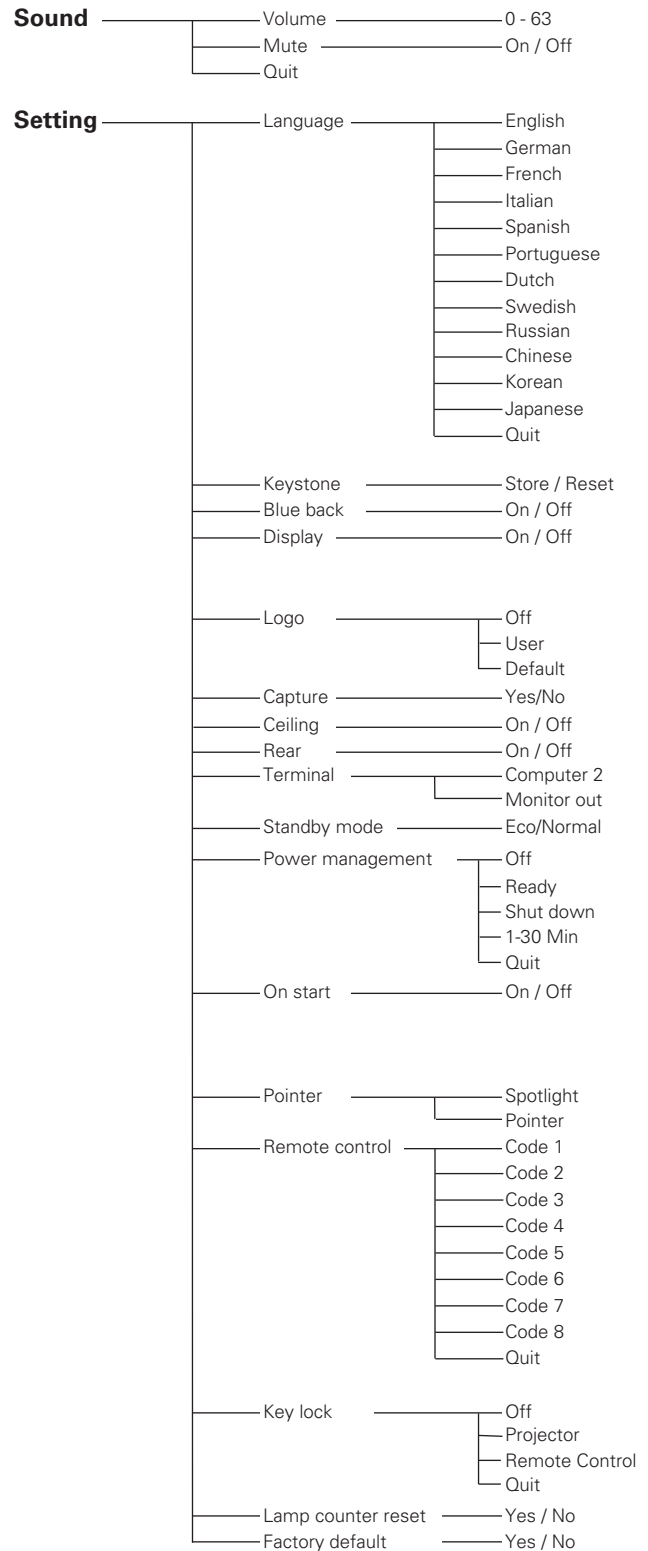 Sound Volume 0 - 63
Mute On / Off
Quit
Setting Language English
German
French
Italian
Spanish
Portuguese
Dutch
Swedish
Russian
Chinese
Korean
Japanese
Quit
Keystone Store / Reset
Blue back On / Off
Display On / Off
Logo Off
User
Default
Capture Yes/No
Ceiling On / Off
Rear On / Off
Terminal Computer 2
Monitor out
Standby mode Eco/Normal
Power management Off
Ready
Shut down
1-30 Min
Quit
On start On / Off
Pointer Spotlight
Pointer
Remote control Code 1
Code 2
Code 3
Code 4
Code 5
Code 6
Code 7
Code 8
Quit
Key lock Off
Projector
Remote Control
Quit
Lamp counter reset Yes / No
Factory default Yes / No